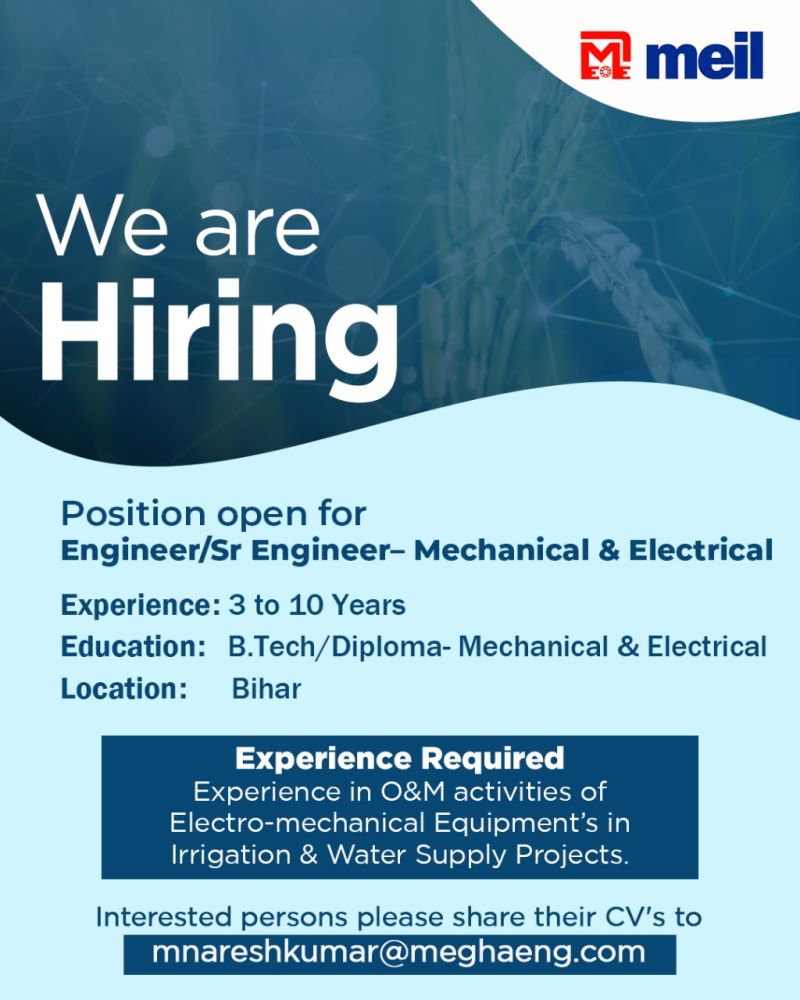 MEOE meil
We are
Hiring
Position open for
Engineer/Sr Engineer– Mechanical & Electrical
Experience: 3 to 10 Years
Education: B.Tech/Diploma- Mechanical & Electrical
Location: Bihar
Experience Required
Experience in O&M activities of
Electro-mechanical Equipment’s in
Irrigation & Water Supply Projects.
Interested persons please share their CV's to
mnareshkumar@meghaeng.com